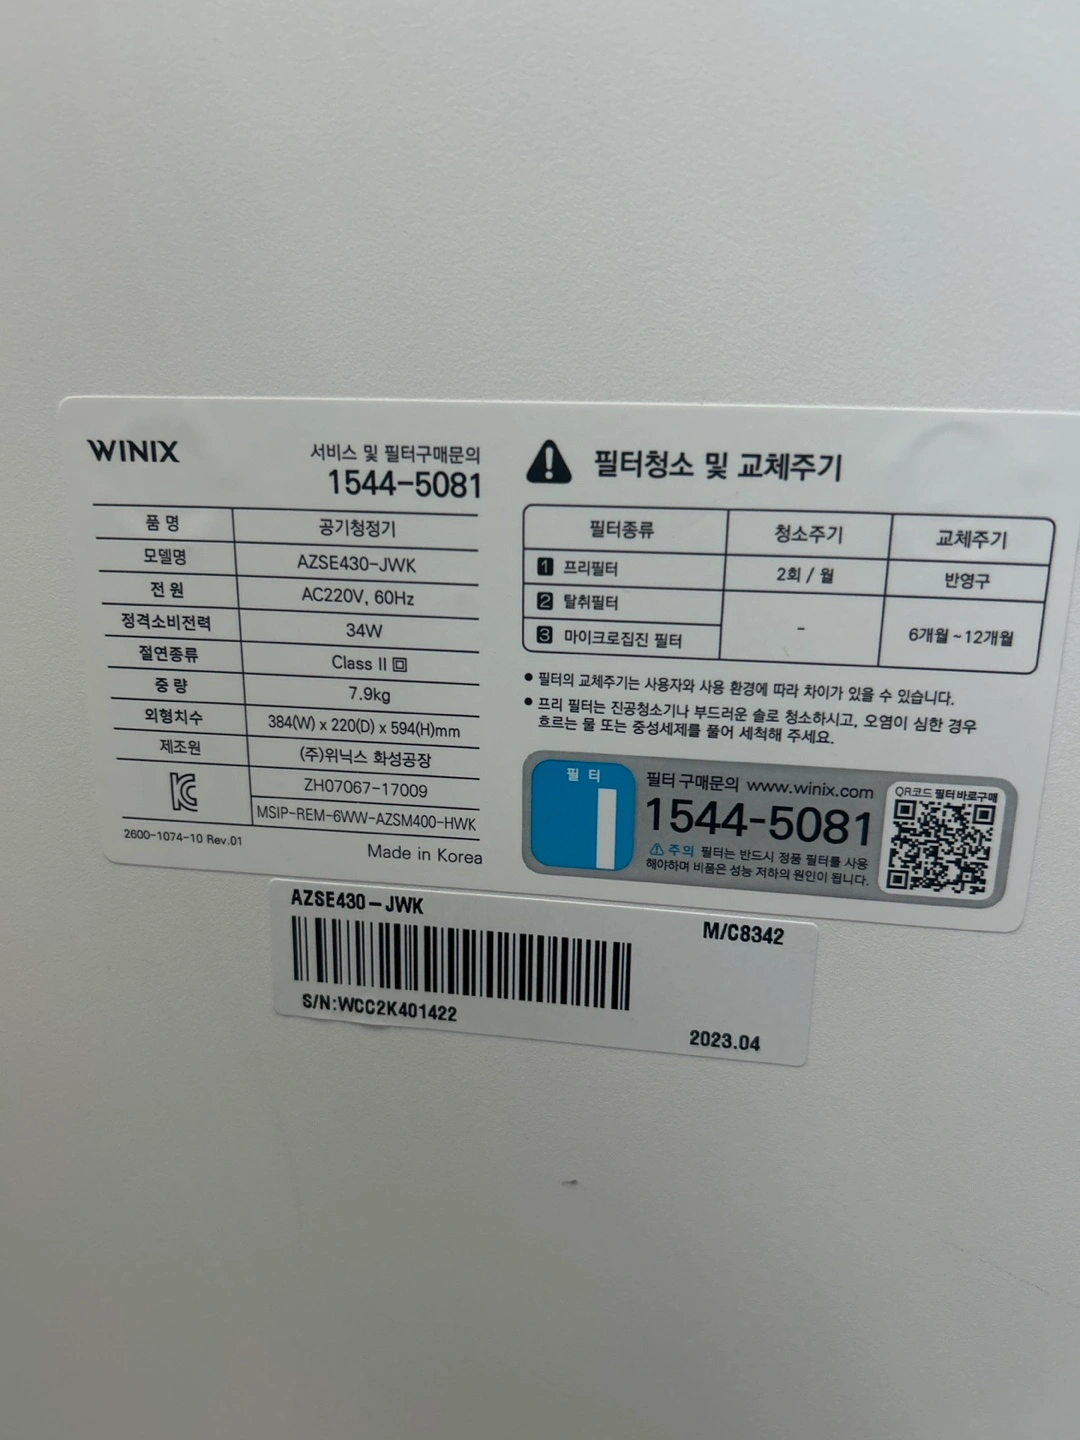 WINIX
서비스 및 필터구매문의
1544-5081
품 명 공기청정기
모델명 AZSE430-JWK
전 원 AC220V, 60Hz
정격소비전력 34W
절연종류 Class II
중 량 7.9kg
외형치수 384(W) x 220(D) x 594(H)mm
제조원 (주)위닉스 화성공장
ZH07067-17009
MSIP-REM-6WW-AZSM400-HWK
2600-1074-10 Rev.01
Made in Korea
필터청소 및 교체주기
필터종류 청소주기 교체주기
1 프리필터 2회 / 월 반영구
2 탈취필터
3 마이크로집진 필터 - 6개월 ~ 12개월
• 필터의 교체주기는 사용자와 사용 환경에 따라 차이가 있을 수 있습니다.
• 프리 필터는 진공청소기나 부드러운 솔로 청소하시고, 오염이 심한 경우
흐르는 물 또는 중성세제를 풀어 세척해 주세요.
필 터
필터 구매문의 www.winix.com
1544-5081
주의 필터는 반드시 정품 필터를 사용
해야하며 비품은 성능 저하의 원인이 됩니다.
QR코드 필터 바로구매
AZSE430-JWK
M/C8342
S/N:WCC2K401422
2023.04